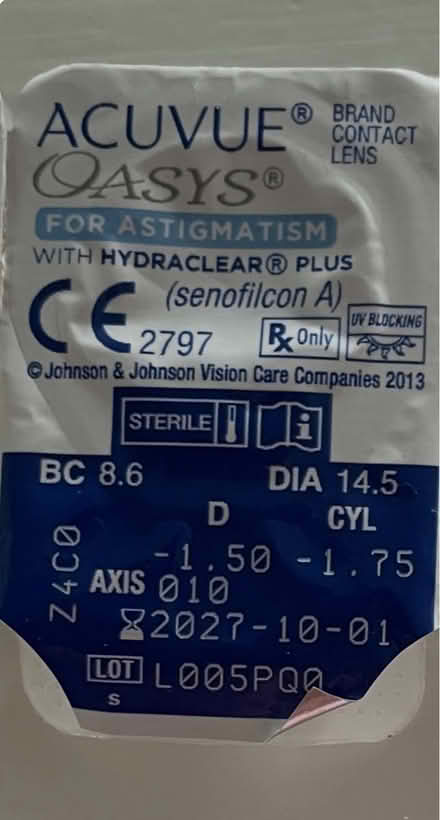 ACUVUE® BRAND CONTACT LENS
OASYS®
FOR ASTIGMATISM
WITH HYDRACLEAR® PLUS
(senofilcon A)
CE 2797 Rx Only UV BLOCKING
© Johnson & Johnson Vision Care Companies 2013
STERILE i
BC 8.6 DIA 14.5
D CYL
-1.50 -1.75
AXIS 010
Z4C0
2027-10-01
LOT L005PQ0
S